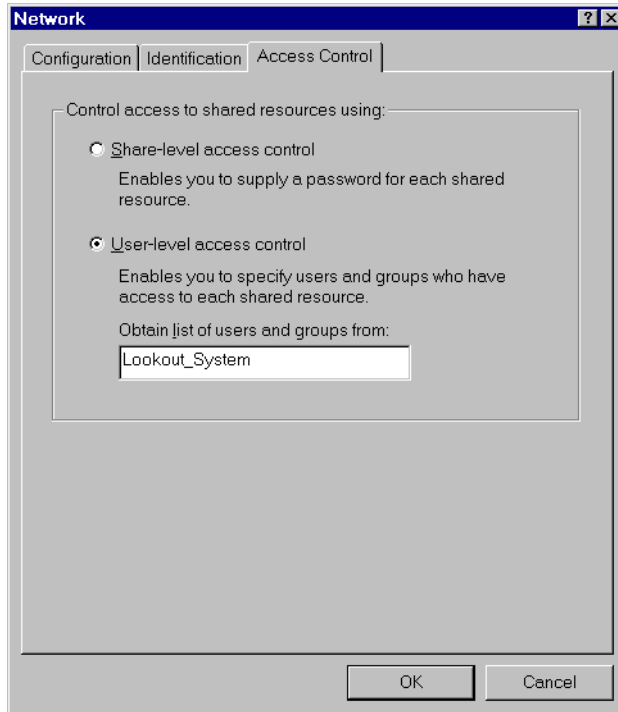 Network
Configuration Identification Access Control
Control access to shared resources using:
Share-level access control
Enables you to supply a password for each shared
resource.
User-level access control
Enables you to specify users and groups who have
access to each shared resource.
Obtain list of users and groups from:
Lookout_System
OK Cancel